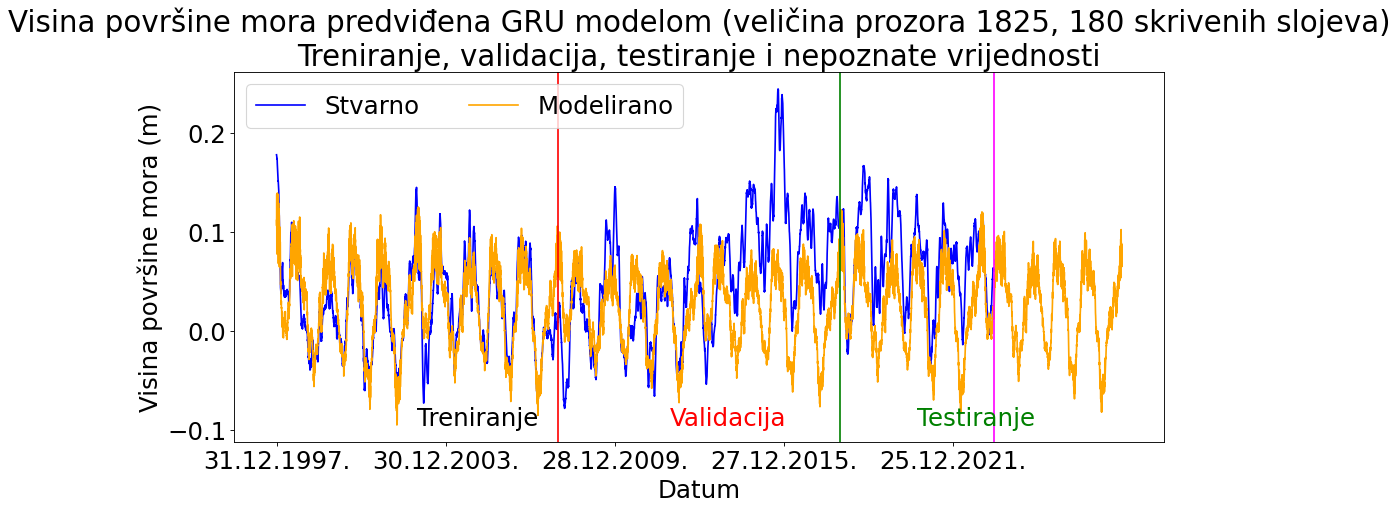 Visina površine mora predviđena GRU modelom (veličina prozora 1825, 180 skrivenih slojeva)
Treniranje, validacija, testiranje i nepoznate vrijednosti
Stvarno
Modelirano
Visina površine mora (m)
0.2
0.1
0.0
−0.1
Treniranje
Validacija
Testiranje
31.12.1997.
30.12.2003.
28.12.2009.
27.12.2015.
25.12.2021.
Datum